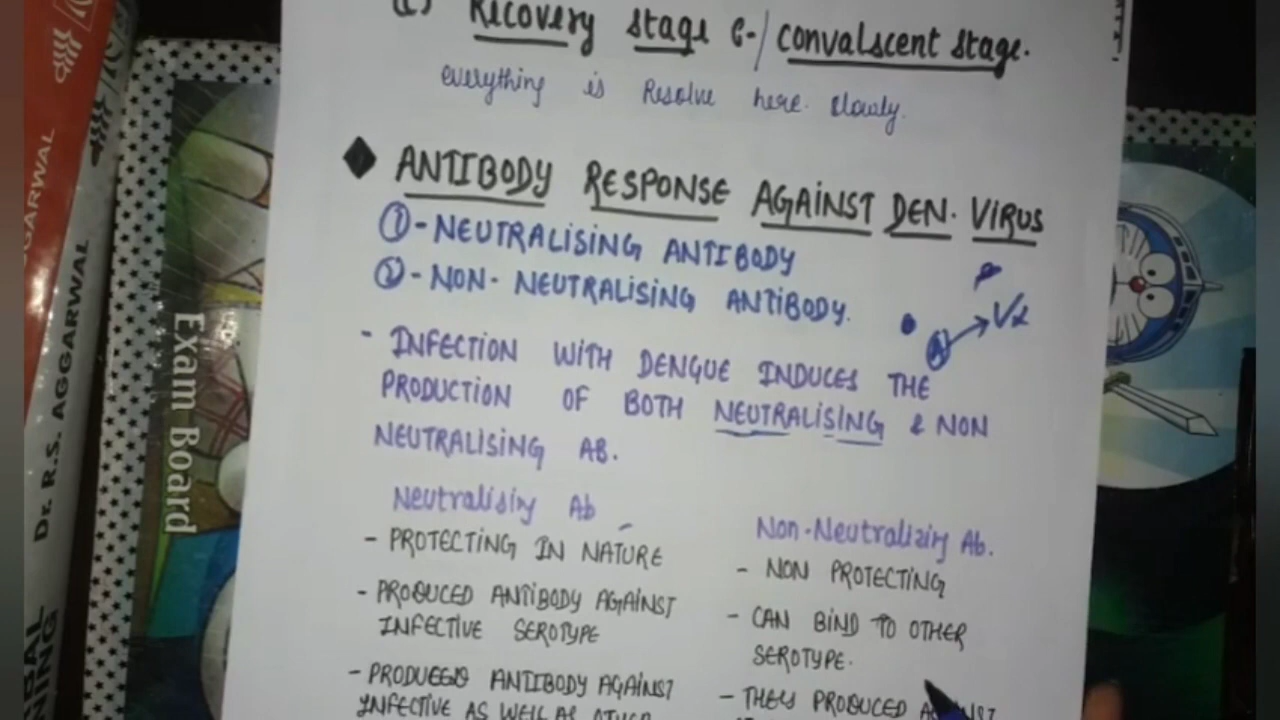 (c) Recovery stage :-/ convalscent stage.
everything is Resolve here slowly.
◆ ANTIBODY RESPONSE AGAINST DEN. VIRUS
① - NEUTRALISING ANTIBODY
② - NON - NEUTRALISING ANTIBODY.
- INFECTION WITH DENGUE INDUCES THE
PRODUCTION OF BOTH NEUTRALISING & NON
NEUTRALISING AB.
Neutralising Ab
- PROTECTING IN NATURE
- PRODUCED ANTIBODY AGAINST
INFECTIVE SEROTYPE
- PRODUCED ANTIBODY AGAINST
INFECTIVE AS WELL AS OTHER
Non-Neutralizing Ab.
- NON PROTECTING
- CAN BIND TO OTHER
SEROTYPE.
- THEY PRODUCED AGAINST
Exam Board
Dr. R.S. AGGARWAL
GARWAL